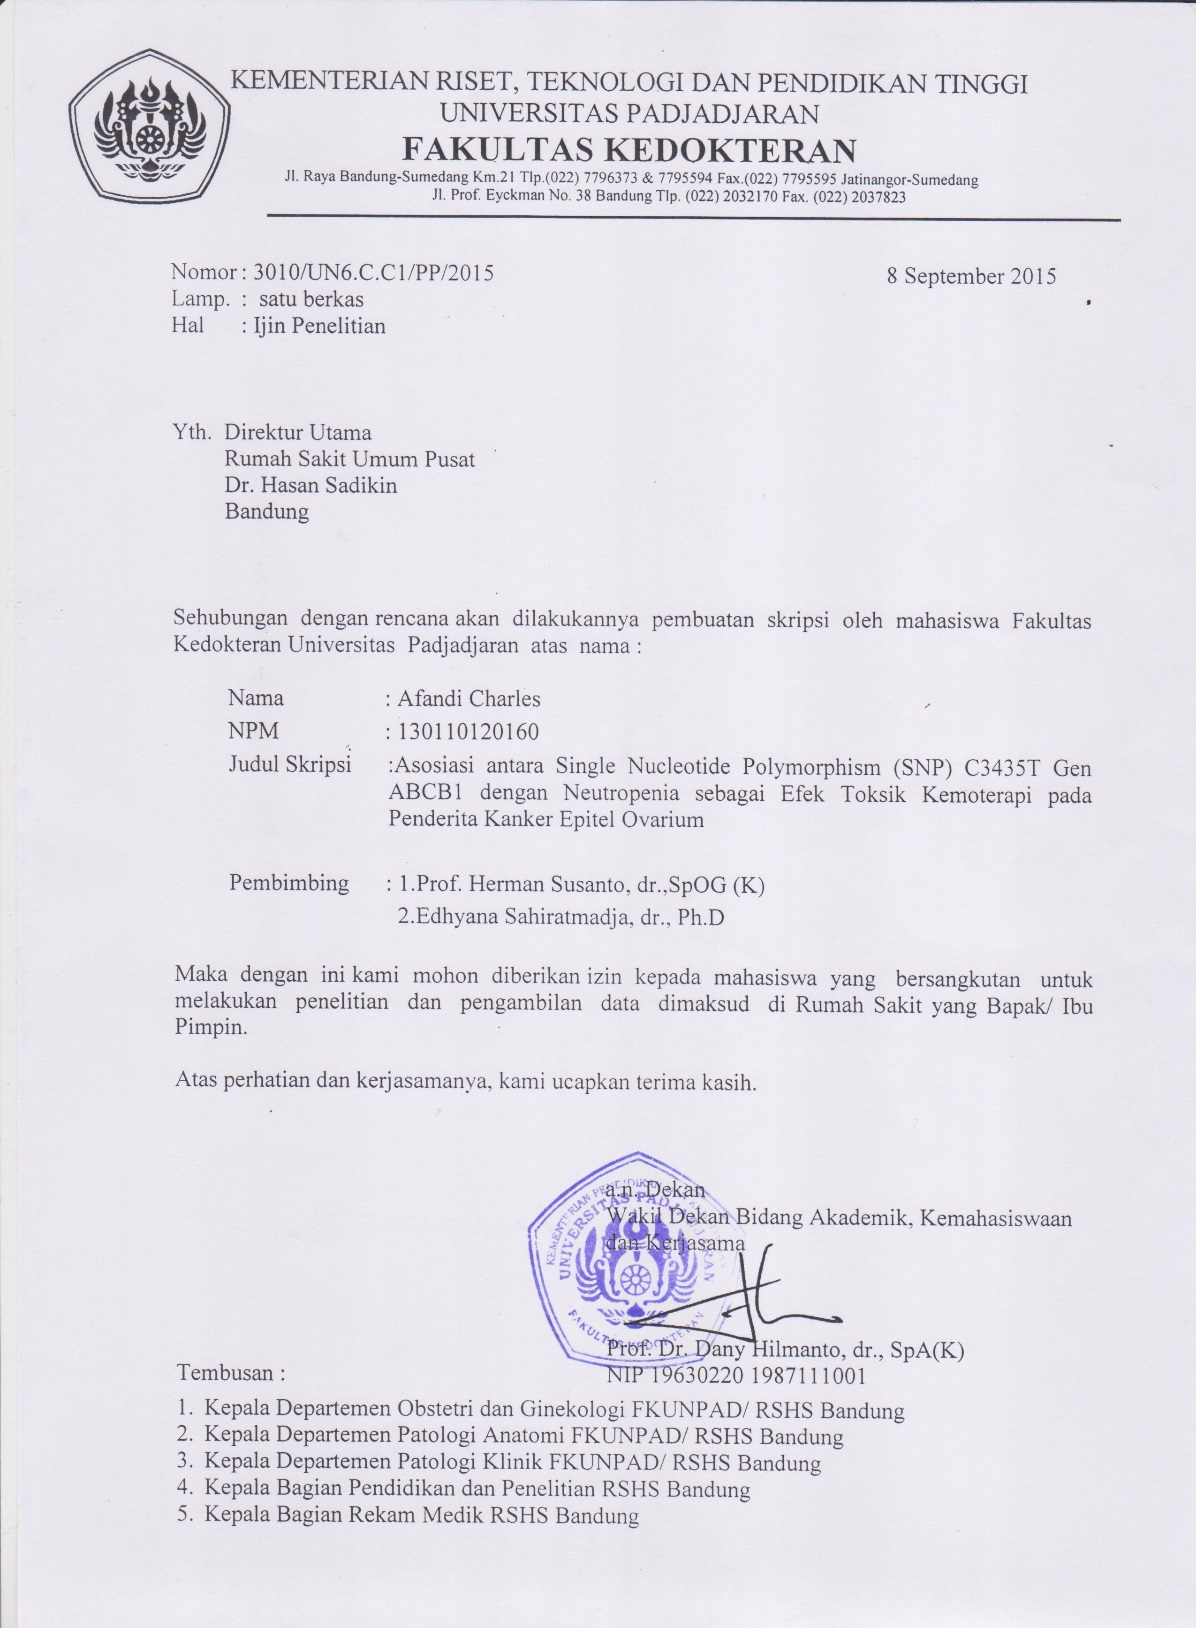 KEMENTERIAN RISET, TEKNOLOGI DAN PENDIDIKAN TINGGI
UNIVERSITAS PADJADJARAN
FAKULTAS KEDOKTERAN
Jl. Raya Bandung-Sumedang Km.21 Tlp.(022) 7796373 & 7795594 Fax.(022) 7795595 Jatinangor-Sumedang
Jl. Prof. Eyckman No. 38 Bandung Tlp. (022) 2032170 Fax. (022) 2037823
Nomor : 3010/UN6.C.C1/PP/2015 8 September 2015
Lamp. : satu berkas
Hal : Ijin Penelitian
Yth. Direktur Utama
Rumah Sakit Umum Pusat
Dr. Hasan Sadikin
Bandung
Sehubungan dengan rencana akan dilakukannya pembuatan skripsi oleh mahasiswa Fakultas
Kedokteran Universitas Padjadjaran atas nama :
Nama : Afandi Charles
NPM : 130110120160
Judul Skripsi :Asosiasi antara Single Nucleotide Polymorphism (SNP) C3435T Gen
ABCB1 dengan Neutropenia sebagai Efek Toksik Kemoterapi pada
Penderita Kanker Epitel Ovarium
Pembimbing : 1.Prof. Herman Susanto, dr.,SpOG (K)
2.Edhyana Sahiratmadja, dr., Ph.D
Maka dengan ini kami mohon diberikan izin kepada mahasiswa yang bersangkutan untuk
melakukan penelitian dan pengambilan data dimaksud di Rumah Sakit yang Bapak/ Ibu
Pimpin.
Atas perhatian dan kerjasamanya, kami ucapkan terima kasih.
a.n. Dekan
Wakil Dekan Bidang Akademik, Kemahasiswaan
dan Kerjasama
KEMENTERIAN PENDIDIKAN
UNIVERSITAS PADJADJARAN
FAKULTAS KEDOKTERAN
Prof. Dr. Dany Hilmanto, dr., SpA(K)
NIP 19630220 1987111001
Tembusan :
1. Kepala Departemen Obstetri dan Ginekologi FKUNPAD/ RSHS Bandung
2. Kepala Departemen Patologi Anatomi FKUNPAD/ RSHS Bandung
3. Kepala Departemen Patologi Klinik FKUNPAD/ RSHS Bandung
4. Kepala Bagian Pendidikan dan Penelitian RSHS Bandung
5. Kepala Bagian Rekam Medik RSHS Bandung